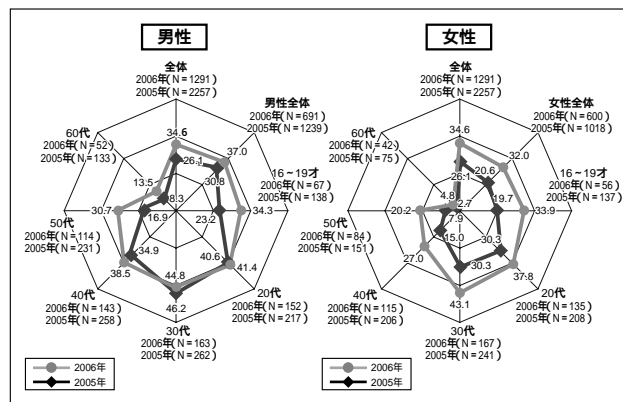 男性
全体
2006年(N=1291)
2005年(N=2257)
男性全体
2006年(N=691)
2005年(N=1239)
16～19才
2006年(N=67)
2005年(N=138)
20代
2006年(N=152)
2005年(N=217)
30代
2006年(N=163)
2005年(N=262)
40代
2006年(N=143)
2005年(N=258)
50代
2006年(N=114)
2005年(N=231)
60代
2006年(N=52)
2005年(N=133)
34.6
37.0
26.1
30.8
34.3
23.2
41.4
40.6
44.8
46.2
38.5
34.9
30.7
16.9
13.5
8.3
2006年
2005年
女性
全体
2006年(N=1291)
2005年(N=2257)
女性全体
2006年(N=600)
2005年(N=1018)
16～19才
2006年(N=56)
2005年(N=137)
20代
2006年(N=135)
2005年(N=208)
30代
2006年(N=167)
2005年(N=241)
40代
2006年(N=115)
2005年(N=206)
50代
2006年(N=84)
2005年(N=151)
60代
2006年(N=42)
2005年(N=75)
34.6
32.0
26.1
20.6
33.9
19.7
37.8
30.3
43.1
30.3
27.0
15.0
20.2
7.9
4.8
2.7
2006年
2005年